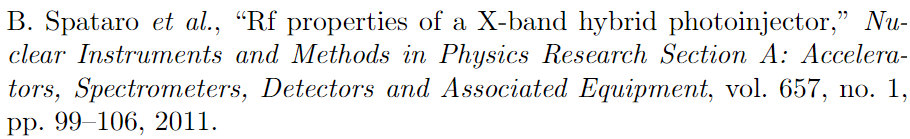 B. Spataro et al., “Rf properties of a X-band hybrid photoinjector,” Nu-
clear Instruments and Methods in Physics Research Section A: Accelera-
tors, Spectrometers, Detectors and Associated Equipment, vol. 657, no. 1,
pp. 99–106, 2011.